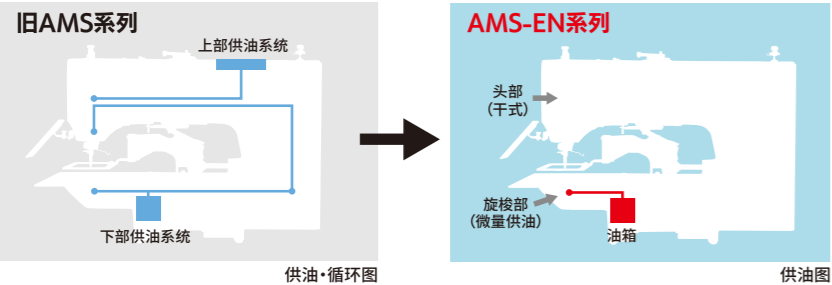 旧AMS系列
上部供油系统
下部供油系统
供油・循环图
AMS-EN系列
头部
（干式）
旋梭部
（微量供油）
油箱
供油图